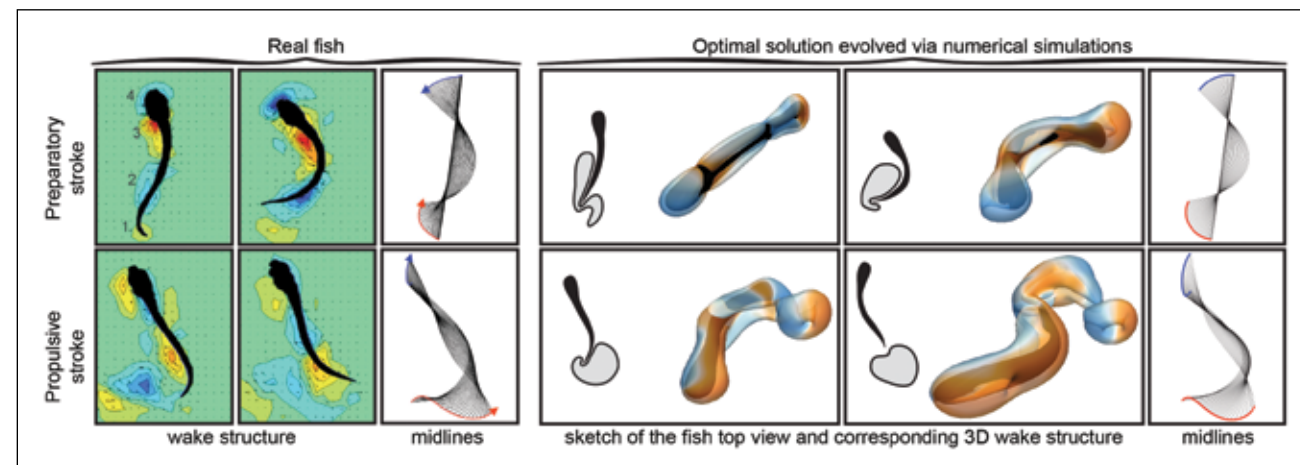 Real fish
Optimal solution evolved via numerical simulations
Preparatory
stroke
4
3
2
1
Propulsive
stroke
wake structure
midlines
sketch of the fish top view and corresponding 3D wake structure
midlines